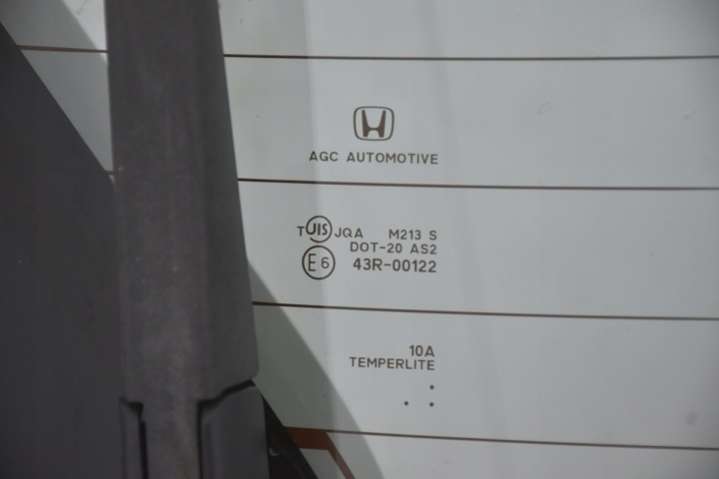 AGC AUTOMOTIVE
T JIS JQA M213 S
DOT-20 AS2
E6 43R-00122
10A
TEMPERLITE